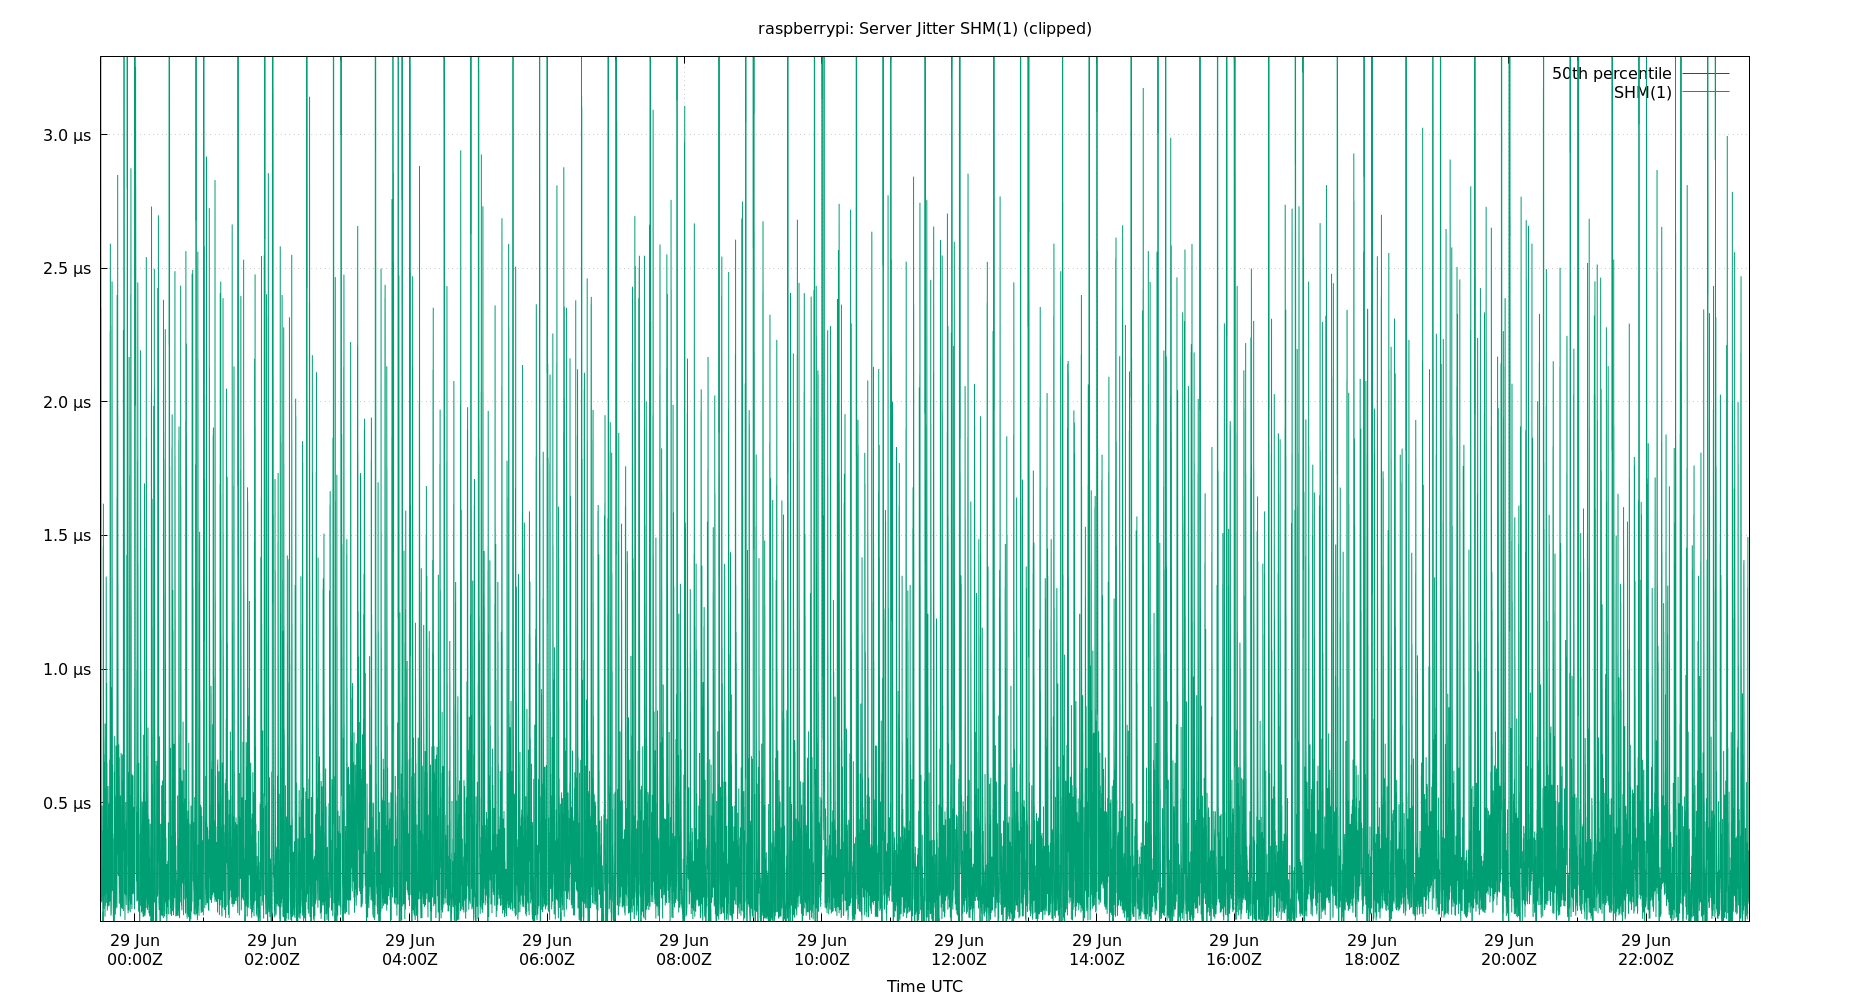 raspberrypi: Server Jitter SHM(1) (clipped)
50th percentile
SHM(1)
3.0 µs
2.5 µs
2.0 µs
1.5 µs
1.0 µs
0.5 µs
29 Jun 29 Jun 29 Jun 29 Jun 29 Jun 29 Jun 29 Jun 29 Jun 29 Jun 29 Jun 29 Jun 29 Jun
00:00Z 02:00Z 04:00Z 06:00Z 08:00Z 10:00Z 12:00Z 14:00Z 16:00Z 18:00Z 20:00Z 22:00Z
Time UTC